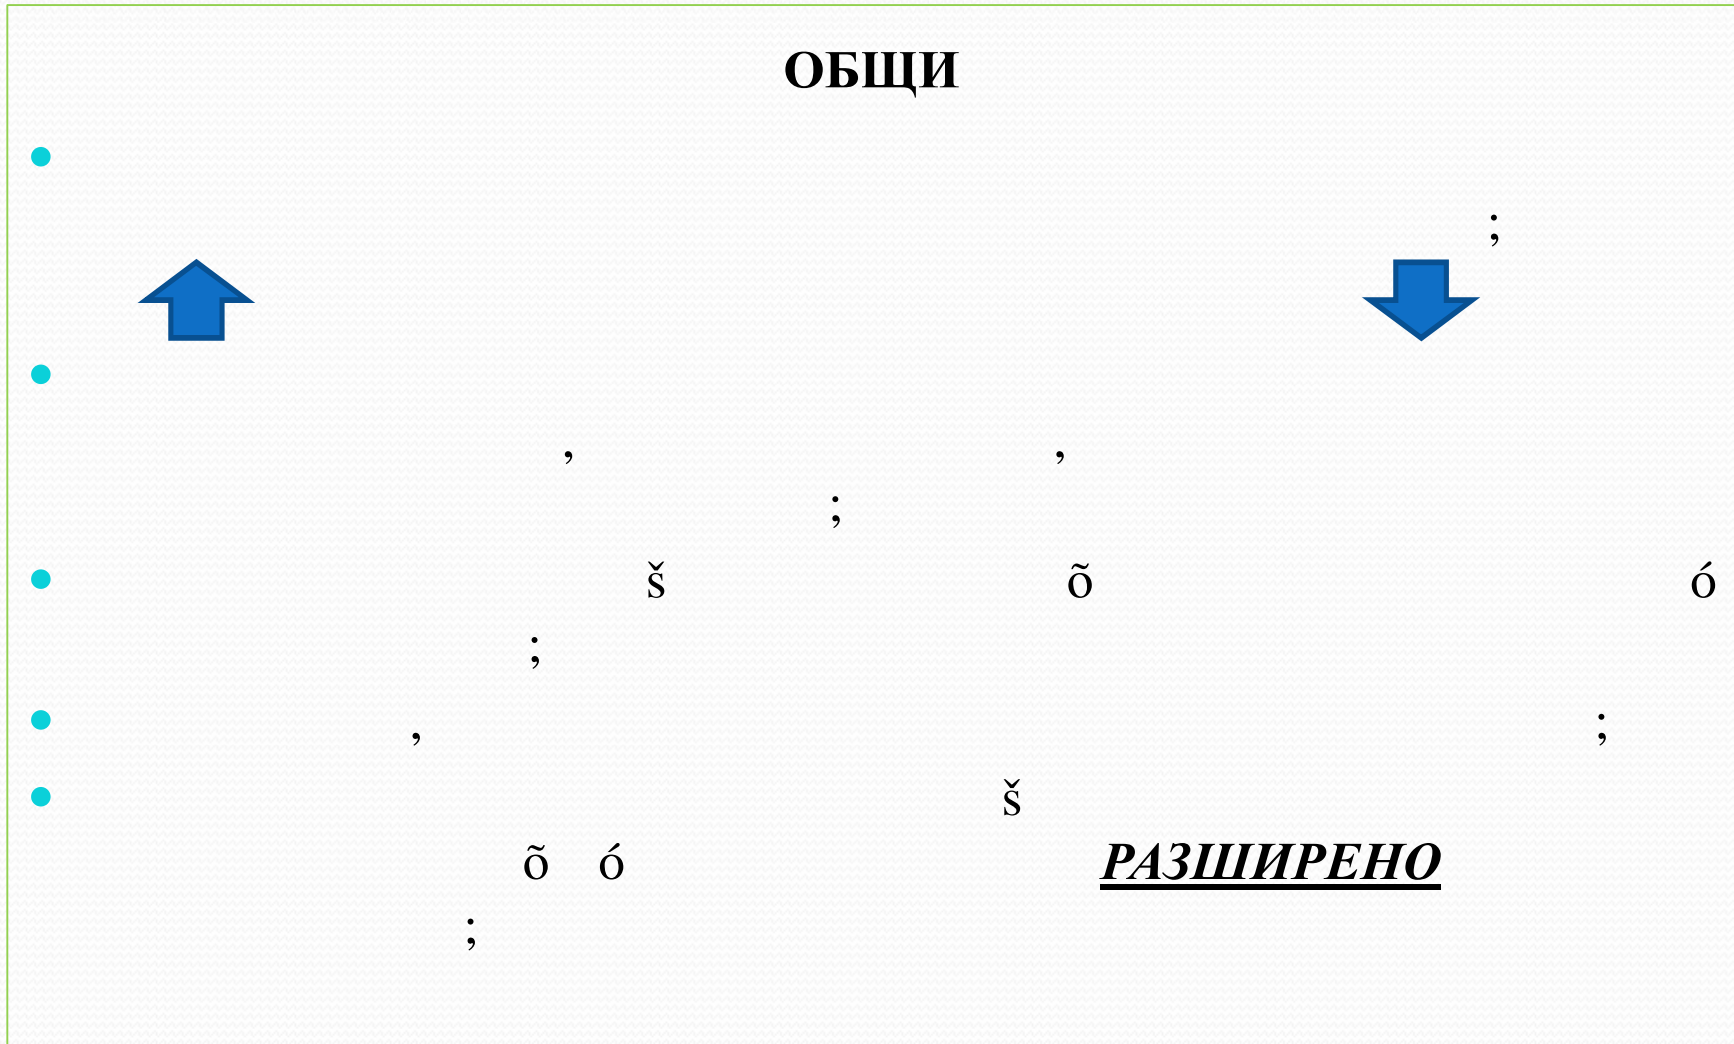 ОБЩИ
;
, ,
;
š õ ó
;
, ;
š
õ ó РАЗШИРЕНО
;